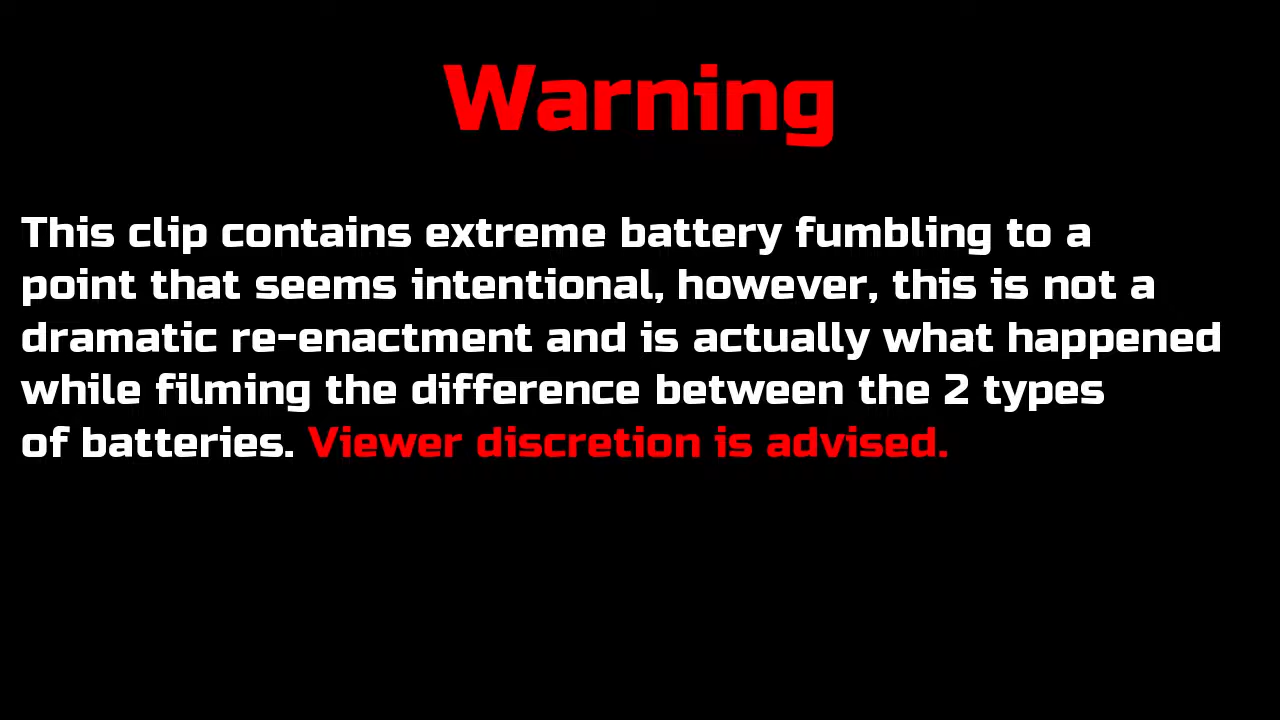 Warning
This clip contains extreme battery fumbling to a
point that seems intentional, however, this is not a
dramatic re-enactment and is actually what happened
while filming the difference between the 2 types
of batteries. Viewer discretion is advised.